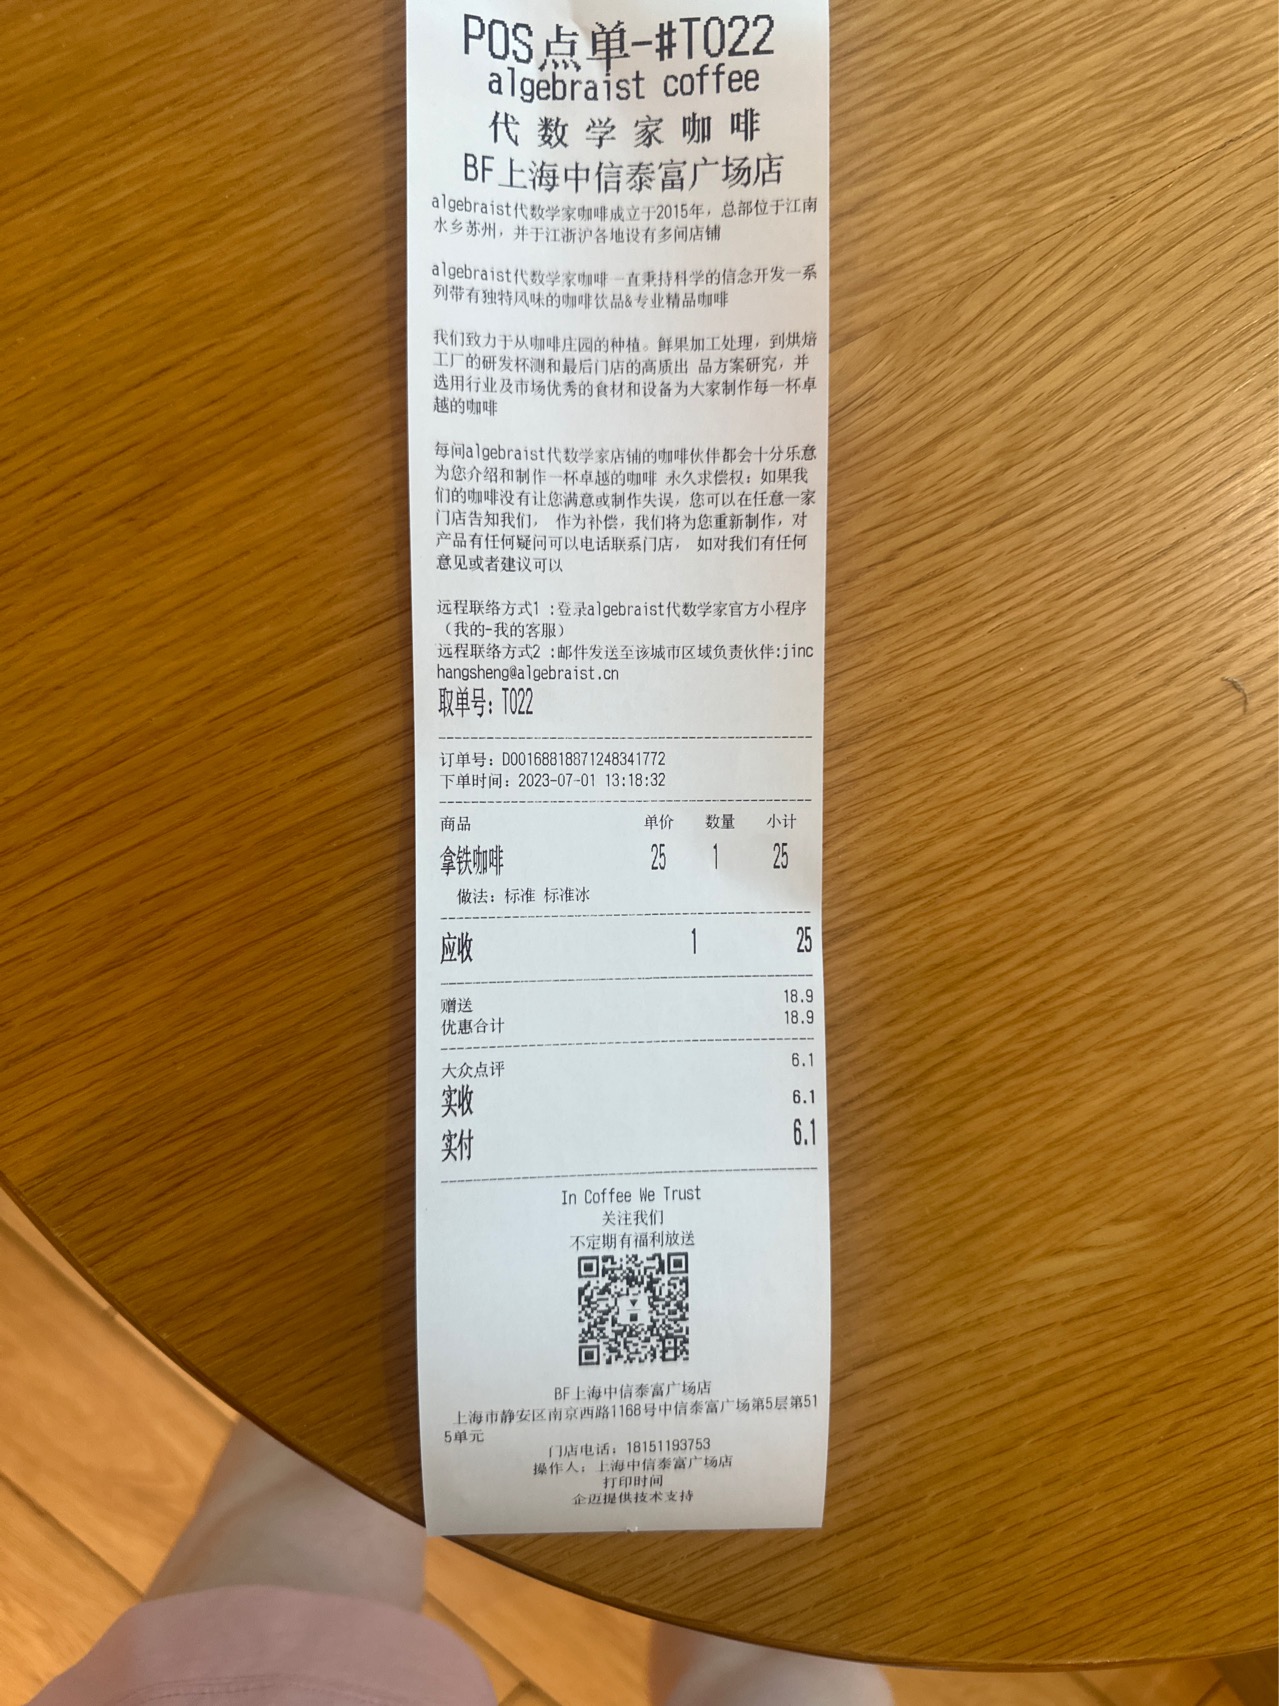 POS点单-#T022
algebraist coffee
代数学家咖啡
BF上海中信泰富广场店
algebraist代数学家咖啡成立于2015年，总部位于江南
水乡苏州，并于江浙沪各地设有多间店铺
algebraist代数学家咖啡一直秉持科学的信念开发一系
列带有独特风味的咖啡饮品&专业精品咖啡
我们致力于从咖啡庄园的种植。鲜果加工处理，到烘焙
工厂的研发杯测和最后门店的高质出 品方案研究，并
选用行业及市场优秀的食材和设备为大家制作每一杯卓
越的咖啡
每间algebraist代数学家店铺的咖啡伙伴都会十分乐意
为您介绍和制作一杯卓越的咖啡 永久求偿权：如果我
们的咖啡没有让您满意或制作失误，您可以在任意一家
门店告知我们， 作为补偿，我们将为您重新制作，对
产品有任何疑问可以电话联系门店， 如对我们有任何
意见或者建议可以
远程联络方式1 :登录algebraist代数学家官方小程序
（我的-我的客服）
远程联络方式2 :邮件发送至该城市区域负责伙伴:jinc
hangsheng@algebraist.cn
取单号：T022
订单号：D00168818871248341772
下单时间：2023-07-01 13:18:32
商品 单价 数量 小计
拿铁咖啡 25 1 25
做法：标准 标准冰
应收 1 25
赠送 18.9
优惠合计 18.9
大众点评 6.1
实收 6.1
实付 6.1
In Coffee We Trust
关注我们
不定期有福利放送
BF上海中信泰富广场店
上海市静安区南京西路1168号中信泰富广场第5层第51
5单元
门店电话：18151193753
操作人：上海中信泰富广场店
打印时间
企迈提供技术支持